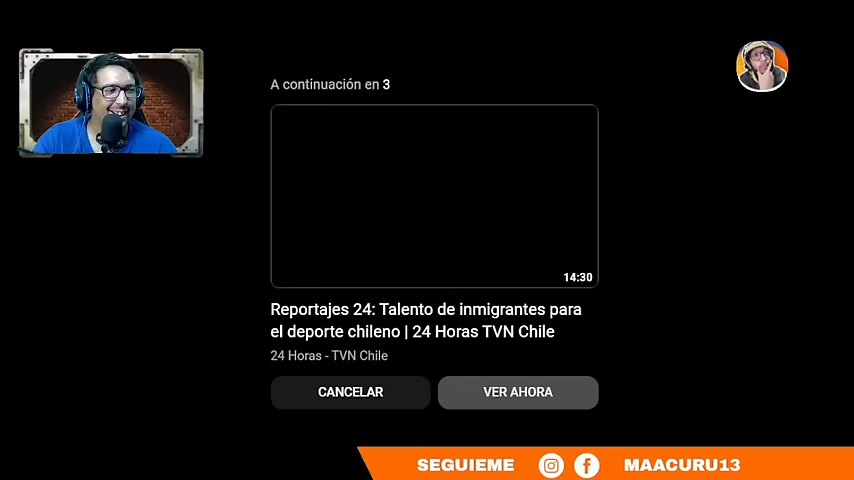 A continuación en 3
14:30
Reportajes 24: Talento de inmigrantes para
el deporte chileno | 24 Horas TVN Chile
24 Horas - TVN Chile
CANCELAR
VER AHORA
SEGUIEME
MAACURU13